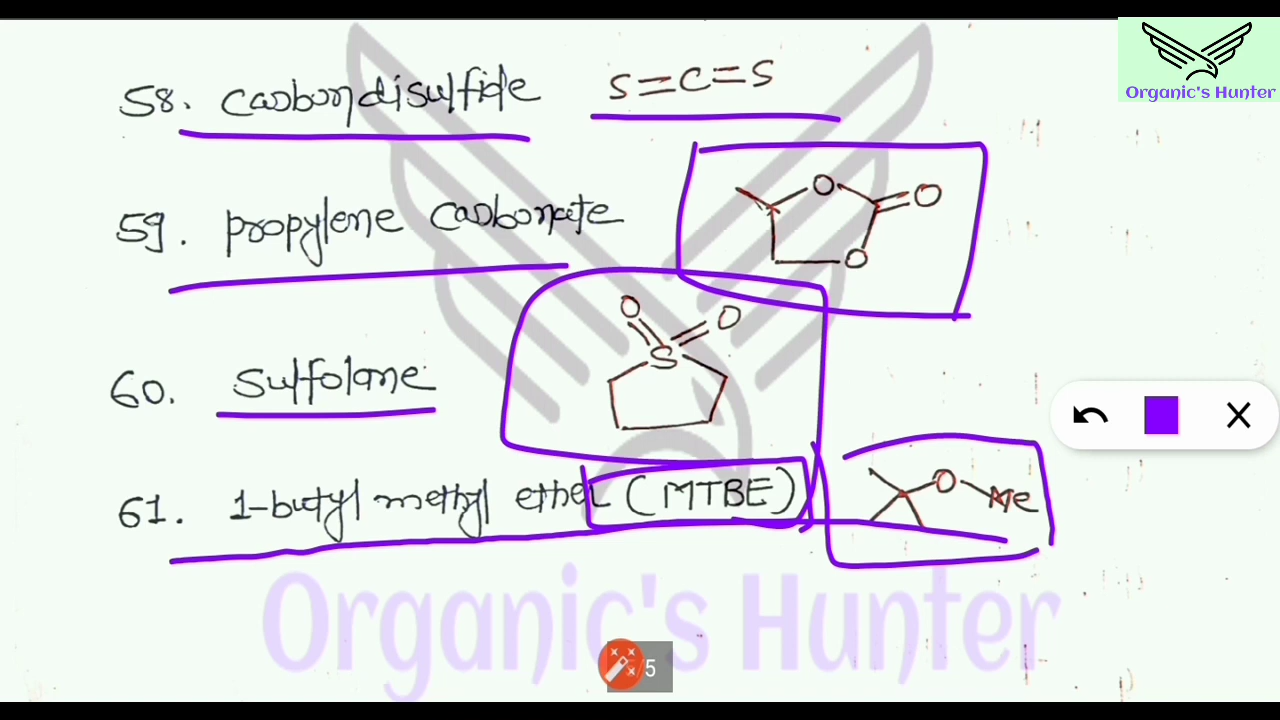 Organic's Hunter
58. Carbondisulfide S=C=S
59. propylene carbonate O O O
60. Sulfolane O O S
61. 1-butyl methyl ether (MTBE) O Me
Organic's Hunter
5